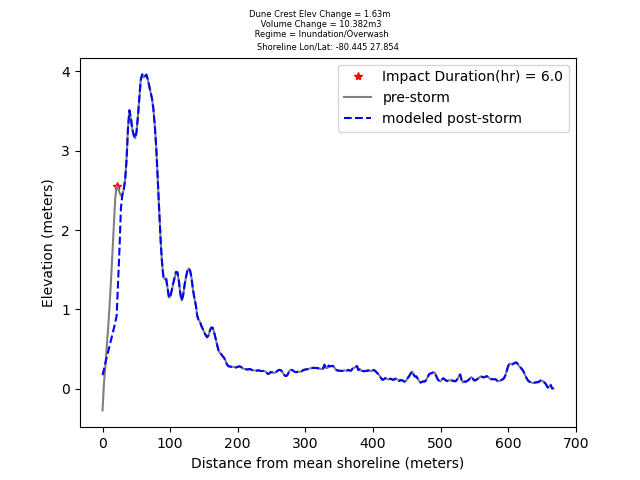 Dune Crest Elev Change = 1.63m
Volume Change = 10.382m3
Regime = Inundation/Overwash
Shoreline Lon/Lat: -80.445 27.854
Impact Duration(hr) = 6.0
pre-storm
modeled post-storm
Elevation (meters)
4
3
2
1
0
0 100 200 300 400 500 600 700
Distance from mean shoreline (meters)